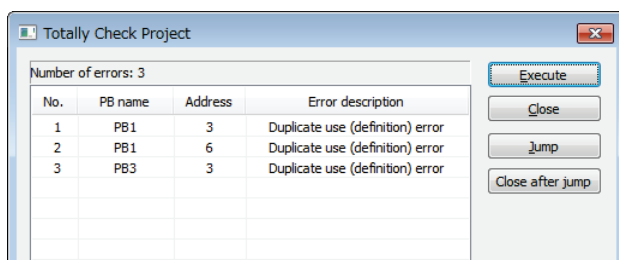 Totally Check Project
Number of errors: 3
No. PB name Address Error description
1 PB1 3 Duplicate use (definition) error
2 PB1 6 Duplicate use (definition) error
3 PB3 3 Duplicate use (definition) error
Execute
Close
Jump
Close after jump